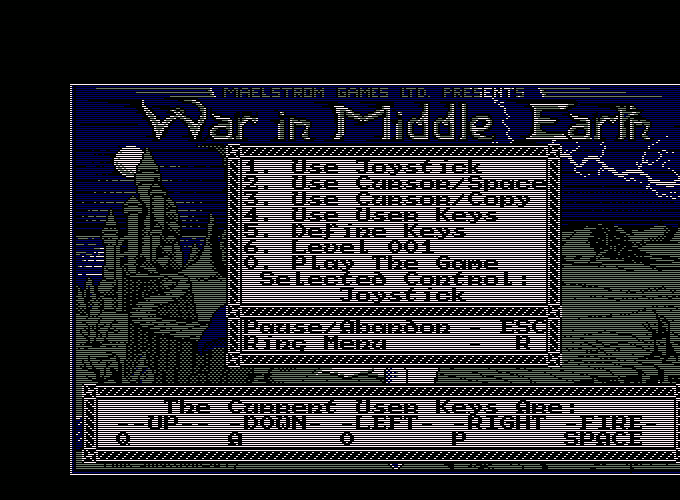 MAELSTROM GAMES LTD. PRESENTS
War in Middle Earth
1. Use Joystick
2. Use Cursor/Space
3. Use Cursor/Copy
4. Use User Keys
5. Define Keys
6. Level 001
0. Play The Game
Selected Control:
Joystick
Pause/Abandon - ESC
Ring Menu - R
The Current User Keys Are:
--UP-- -DOWN- -LEFT- -RIGHT -FIRE-
Q A O P SPACE